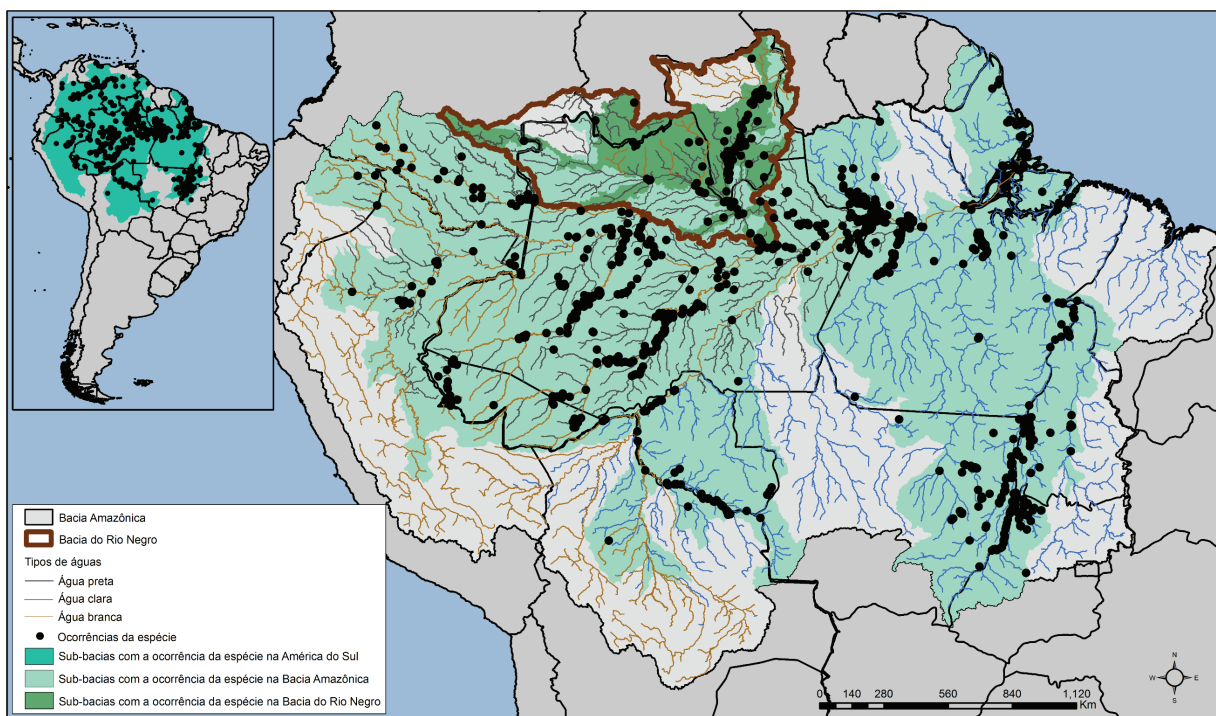 Bacia Amazônica
Bacia do Rio Negro
Tipos de águas
Água preta
Água clara
Água branca
Ocorrências da espécie
Sub-bacias com a ocorrência da espécie na América do Sul
Sub-bacias com a ocorrência da espécie na Bacia Amazônica
Sub-bacias com a ocorrência da espécie na Bacia do Rio Negro
N
W E
S
0 140 280 560 840 1,120
Km